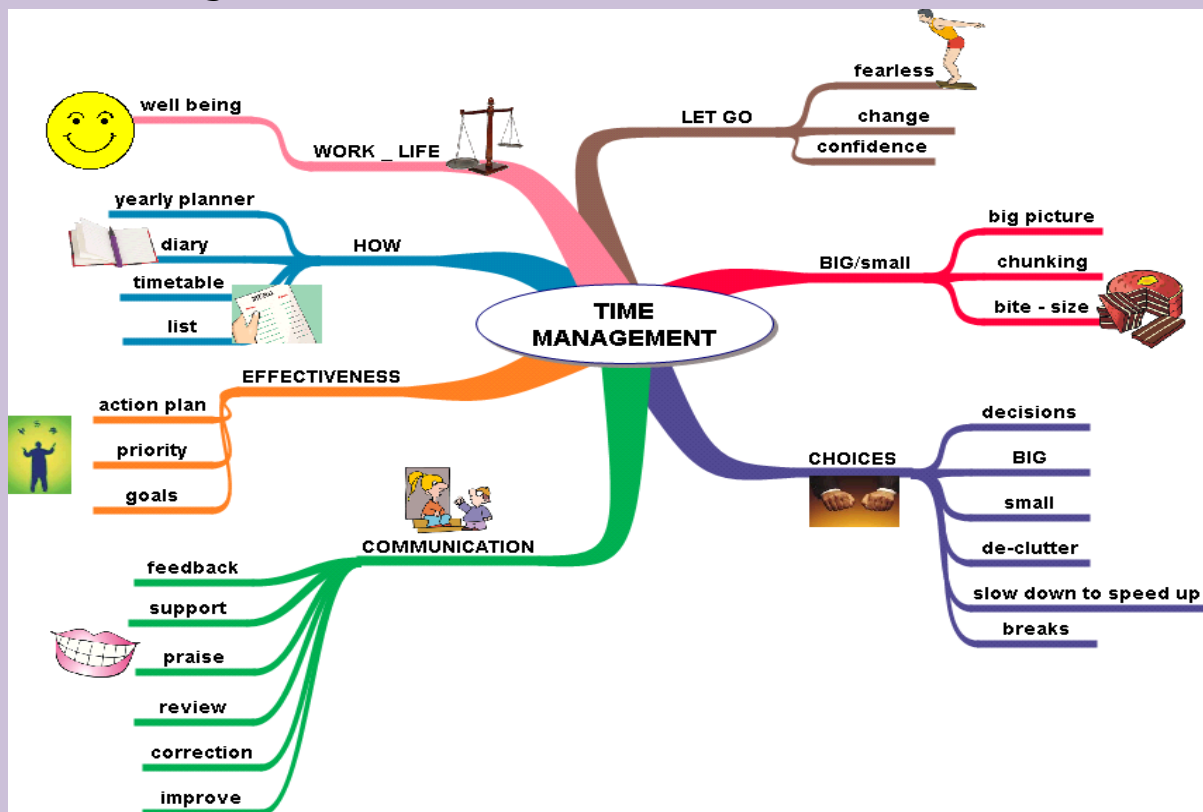 TIME
MANAGEMENT
LET GO
fearless
change
confidence
BIG/small
big picture
chunking
bite - size
CHOICES
decisions
BIG
small
de-clutter
slow down to speed up
breaks
COMMUNICATION
feedback
support
praise
review
correction
improve
EFFECTIVENESS
action plan
priority
goals
HOW
yearly planner
diary
timetable
list
WORK _ LIFE
well being